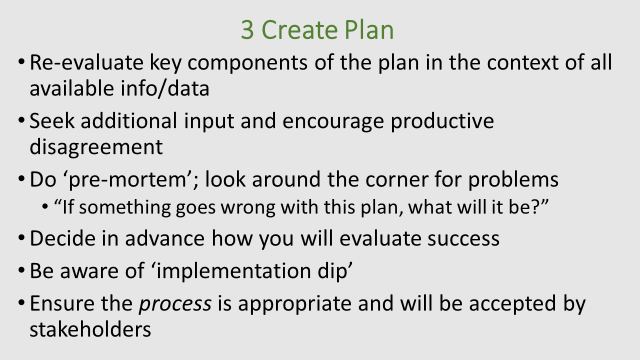 3 Create Plan
• Re-evaluate key components of the plan in the context of all
available info/data
• Seek additional input and encourage productive
disagreement
• Do ‘pre-mortem’; look around the corner for problems
• “If something goes wrong with this plan, what will it be?”
• Decide in advance how you will evaluate success
• Be aware of ‘implementation dip’
• Ensure the process is appropriate and will be accepted by
stakeholders